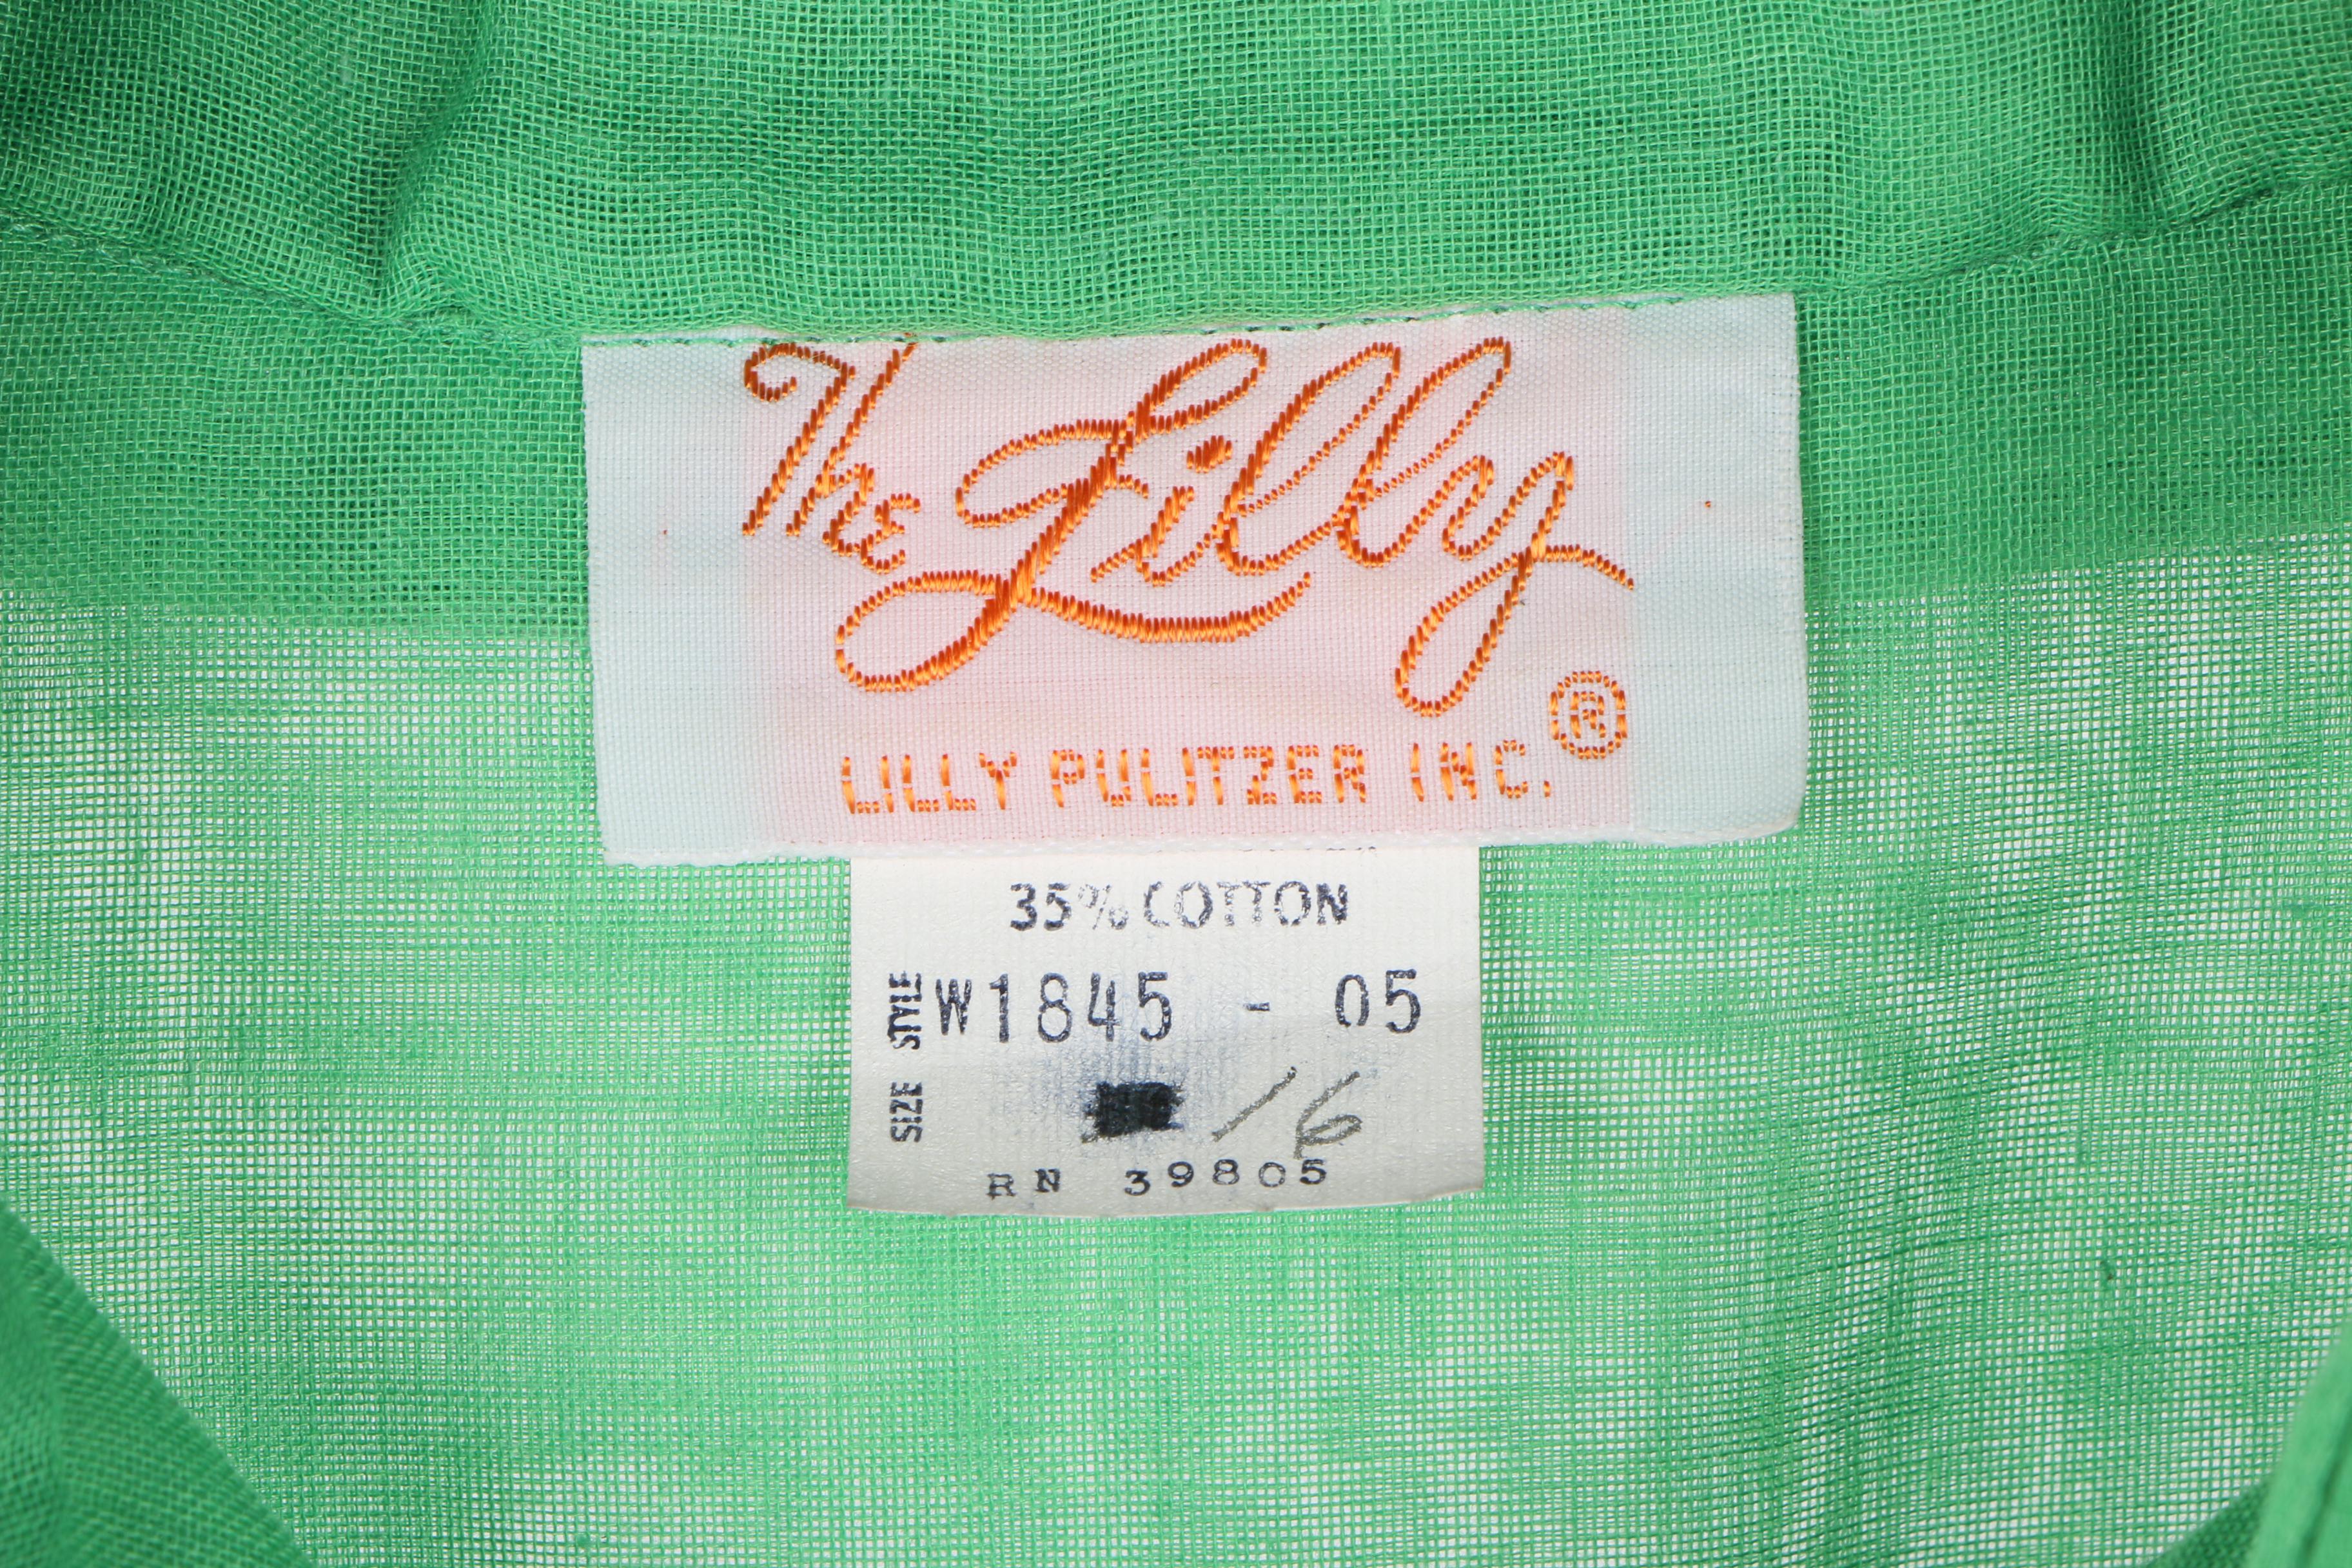 The Lilly
LILLY PULITZER INC. ®
35% COTTON
STYLE W1845 - 05
SIZE 16
RN 39805